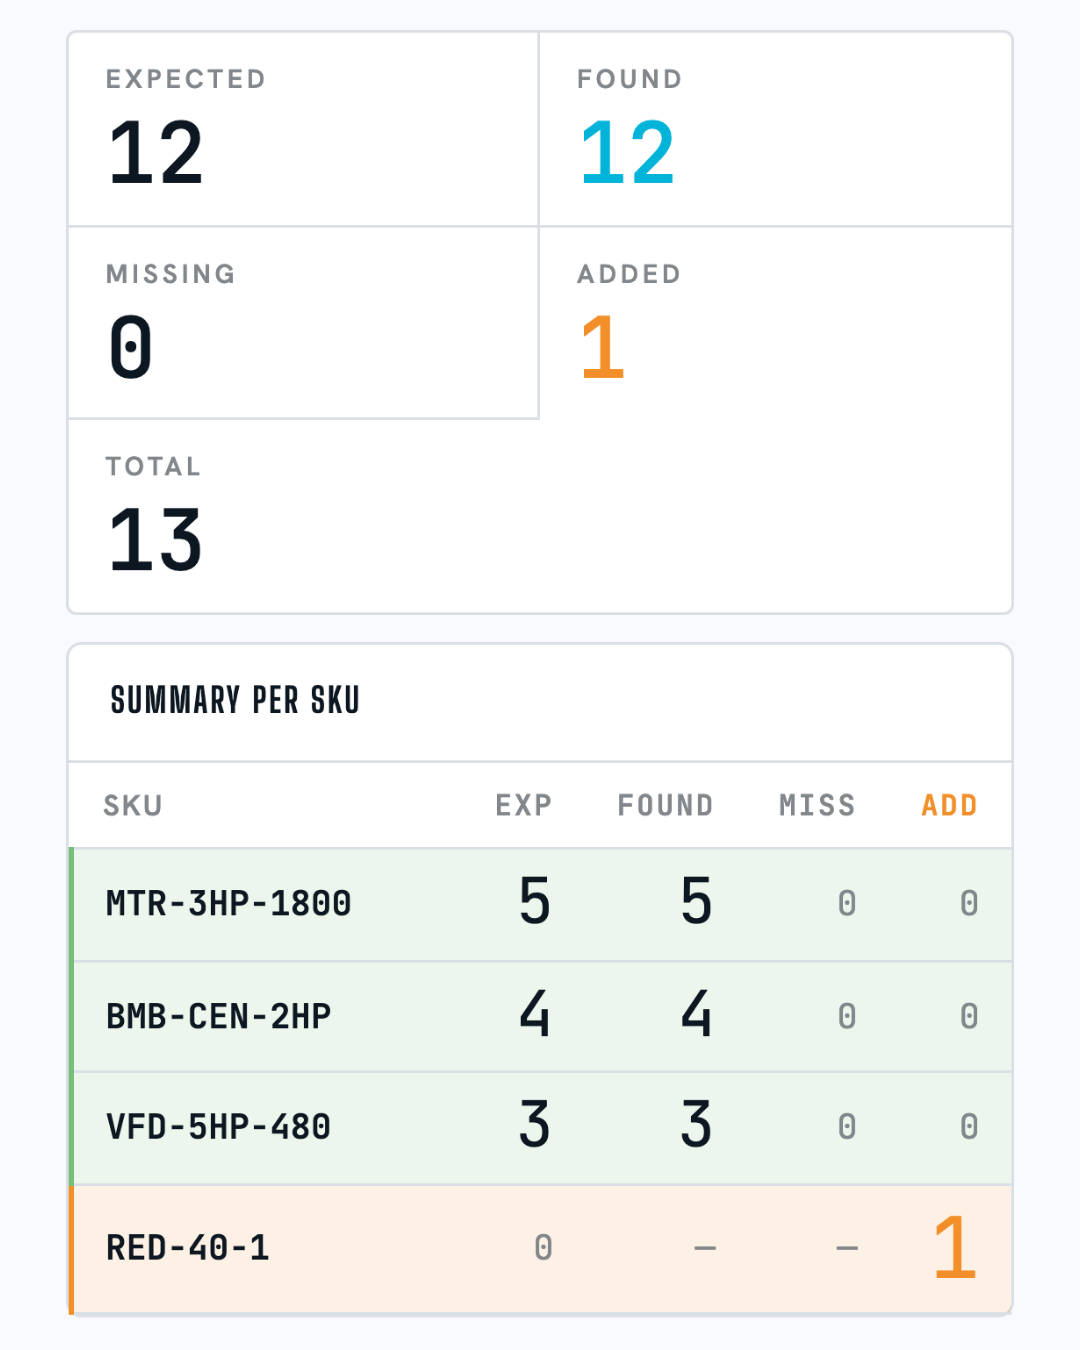 EXPECTED FOUND
12 12
MISSING ADDED
0 1
TOTAL
13
SUMMARY PER SKU
SKU EXP FOUND MISS ADD
MTR-3HP-1800 5 5 0 0
BMB-CEN-2HP 4 4 0 0
VFD-5HP-480 3 3 0 0
RED-40-1 0 – – 1